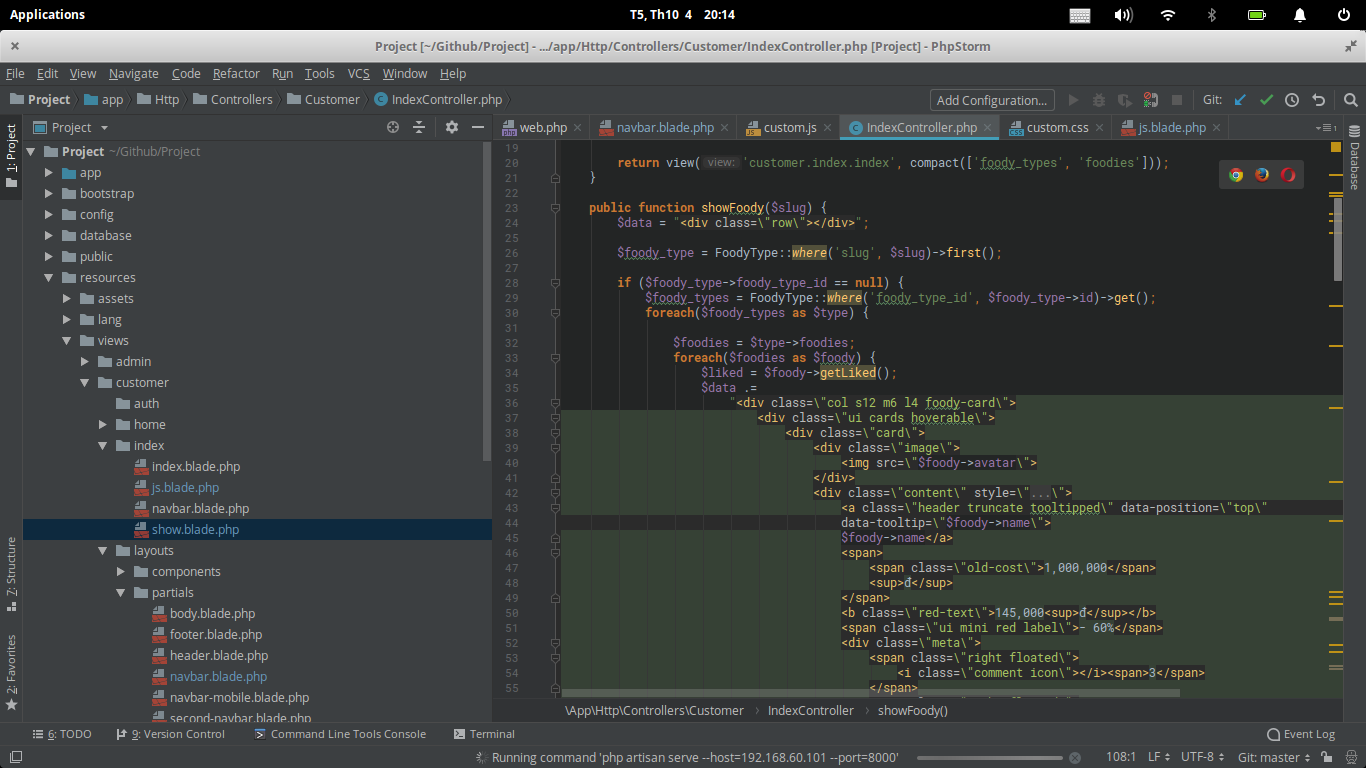 Applications
T5, Th10 4 20:14
Project [~/Github/Project] - .../app/Http/Controllers/Customer/IndexController.php [Project] - PhpStorm
File Edit View Navigate Code Refactor Run Tools VCS Window Help
Project app Http Controllers Customer IndexController.php
Add Configuration...
Git:
1: Project
7: Structure
2: Favorites
Project
Project ~/Github/Project
app
bootstrap
config
database
public
resources
assets
lang
views
admin
customer
auth
home
index
index.blade.php
js.blade.php
navbar.blade.php
show.blade.php
layouts
components
partials
body.blade.php
footer.blade.php
header.blade.php
navbar.blade.php
navbar-mobile.blade.php
second-navbar.blade.php
web.php navbar.blade.php custom.js IndexController.php custom.css js.blade.php
Database
19
20 return view( view: 'customer.index.index', compact(['foody_types', 'foodies']));
21 }
22
23 public function showFoody($slug) {
24 $data = "<div class=\"row\"></div>";
25
26 $foody_type = FoodyType::where('slug', $slug)->first();
27
28 if ($foody_type->foody_type_id == null) {
29 $foody_types = FoodyType::where('foody_type_id', $foody_type->id)->get();
30 foreach($foody_types as $type) {
31
32 $foodies = $type->foodies;
33 foreach($foodies as $foody) {
34 $liked = $foody->getLiked();
35 $data .=
36 "<div class=\"col s12 m6 l4 foody-card\">
37 <div class=\"ui cards hoverable\">
38 <div class=\"card\">
39 <div class=\"image\">
40 <img src=\"$foody->avatar\">
41 </div>
42 <div class=\"content\" style=\"...\">
43 <a class=\"header truncate tooltipped\" data-position=\"top\"
44 data-tooltip=\"$foody->name\">
45 $foody->name</a>
46 <span>
47 <span class=\"old-cost\">1,000,000</span>
48 <sup>đ</sup>
49 </span>
50 <b class=\"red-text\">145,000<sup>đ</sup></b>
51 <span class=\"ui mini red label\">- 60%</span>
52 <div class=\"meta\">
53 <span class=\"right floated\">
54 <i class=\"comment icon\"></i><span>3</span>
55 </span>
\App\Http\Controllers\Customer IndexController showFoody()
6: TODO 9: Version Control Command Line Tools Console Terminal Event Log
Running command 'php artisan serve --host=192.168.60.101 --port=8000' 108:1 LF UTF-8 Git: master